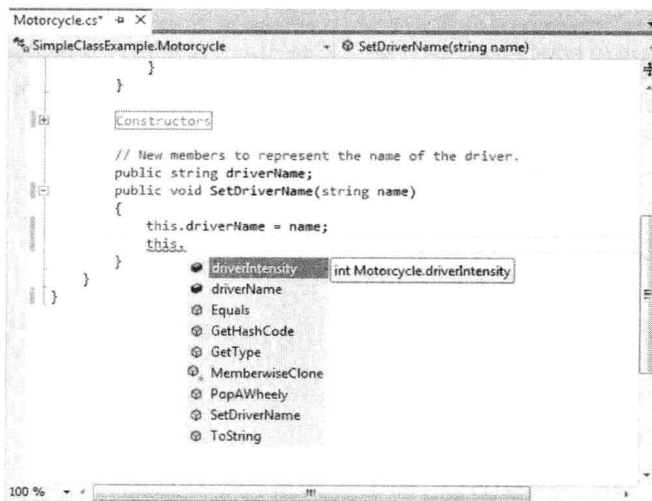 Motorcycle.cs*
SimpleClassExample.Motorcycle
SetDriverName(string name)
}
}
Constructors
// New members to represent the name of the driver.
public string driverName;
public void SetDriverName(string name)
{
this.driverName = name;
this.
}
}
}
driverIntensity
int Motorcycle.driverIntensity
driverName
Equals
GetHashCode
GetType
MemberwiseClone
PopAWheely
SetDriverName
ToString
100 %